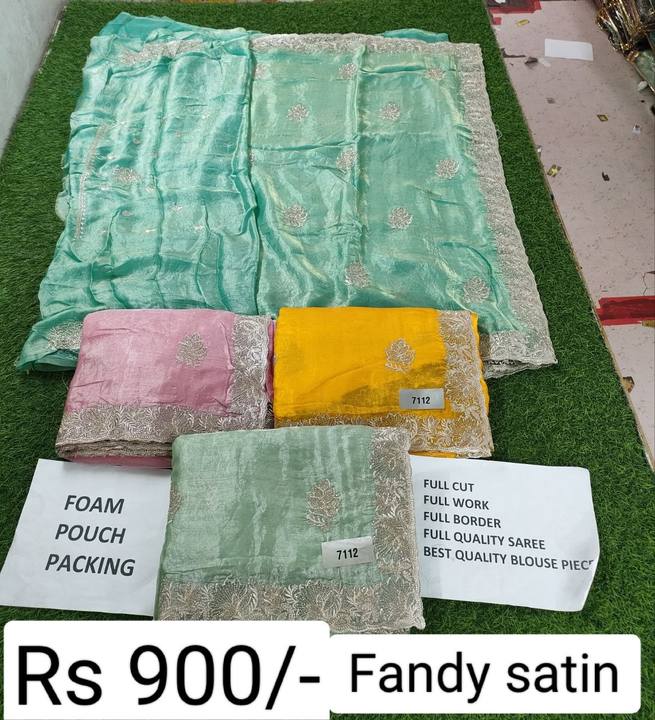 7112
7112
FOAM
POUCH
PACKING
FULL CUT
FULL WORK
FULL BORDER
FULL QUALITY SAREE
BEST QUALITY BLOUSE PIECE
Rs 900/-
Fandy satin